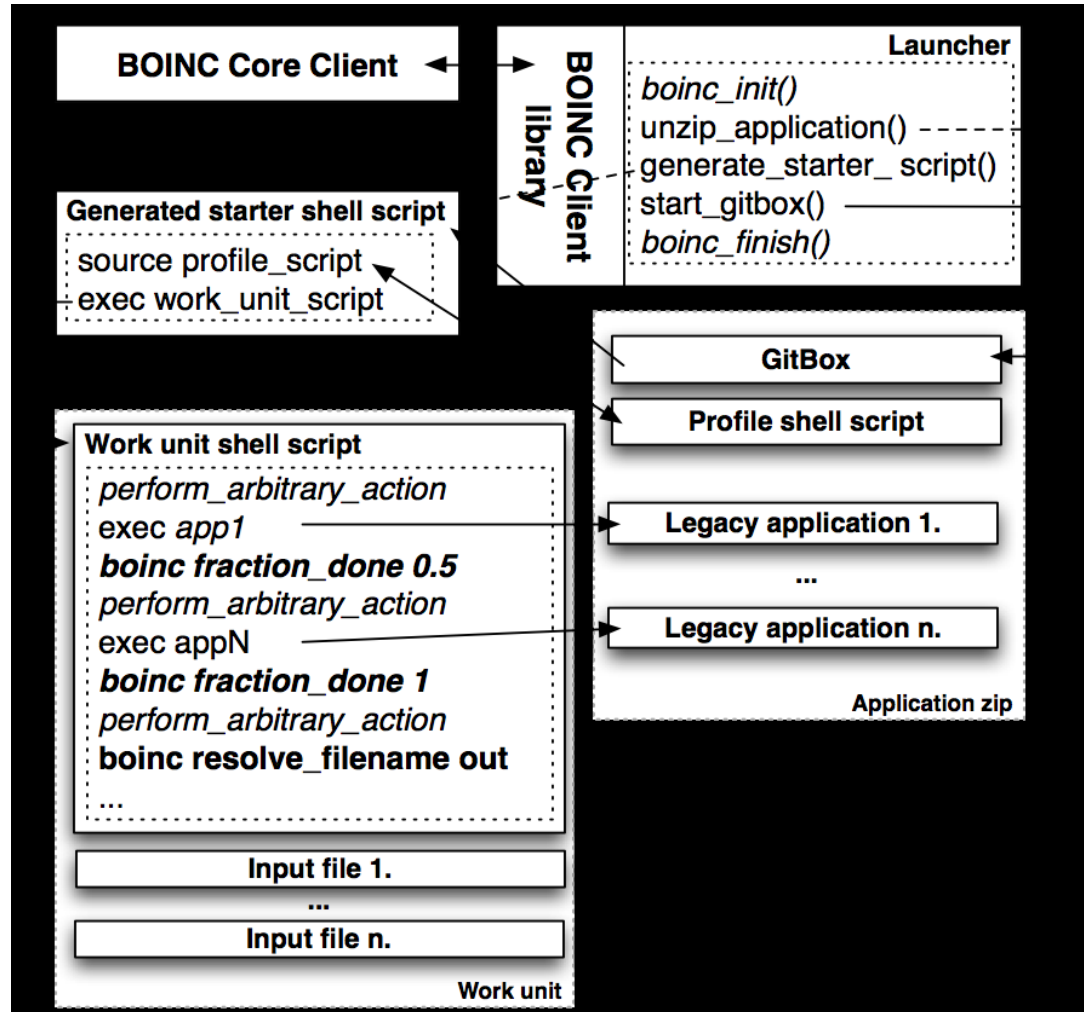 BOINC Core Client
BOINC Client
library
Launcher
boinc_init()
unzip_application()
generate_starter_ script()
start_gitbox()
boinc_finish()
Generated starter shell script
source profile_script
exec work_unit_script
GitBox
Profile shell script
Legacy application 1.
...
Legacy application n.
Application zip
Work unit shell script
perform_arbitrary_action
exec app1
boinc fraction_done 0.5
perform_arbitrary_action
exec appN
boinc fraction_done 1
perform_arbitrary_action
boinc resolve_filename out
...
Input file 1.
...
Input file n.
Work unit